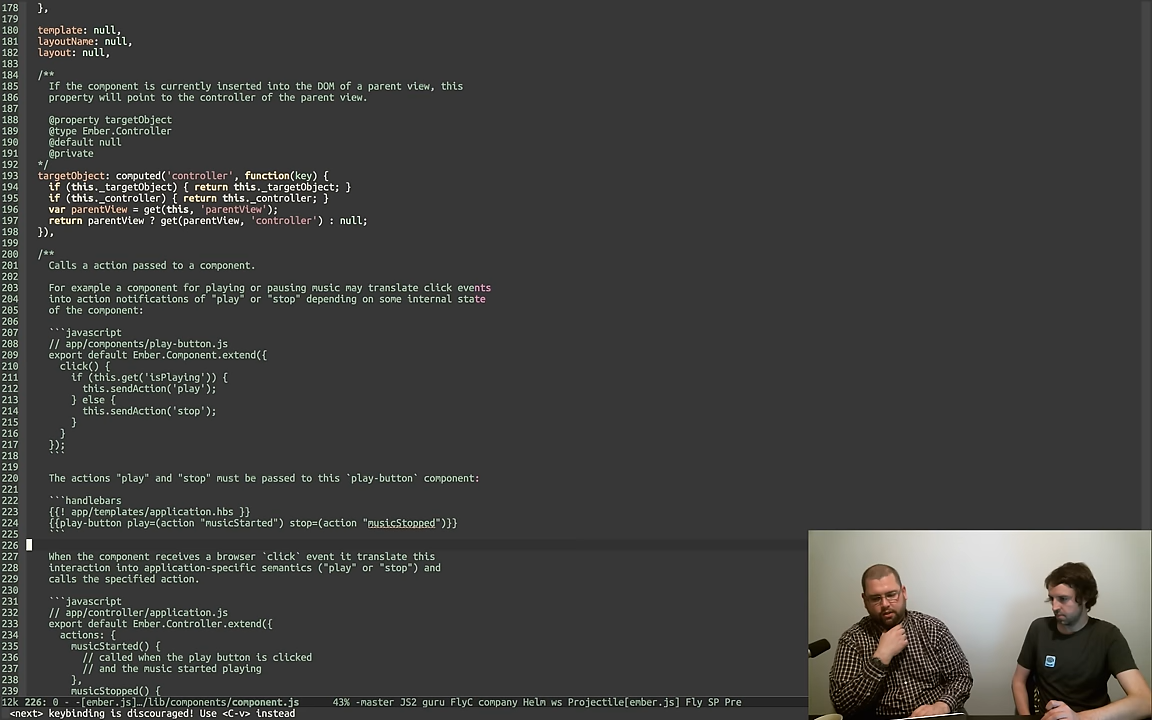 178 },
179
180 template: null,
181 layoutName: null,
182 layout: null,
183
184 /**
185 If the component is currently inserted into the DOM of a parent view, this
186 property will point to the controller of the parent view.
187
188 @property targetObject
189 @type Ember.Controller
190 @default null
191 @private
192 */
193 targetObject: computed('controller', function(key) {
194 if (this._targetObject) { return this._targetObject; }
195 if (this._controller) { return this._controller; }
196 var parentView = get(this, 'parentView');
197 return parentView ? get(parentView, 'controller') : null;
198 }),
199
200 /**
201 Calls a action passed to a component.
202
203 For example a component for playing or pausing music may translate click events
204 into action notifications of "play" or "stop" depending on some internal state
205 of the component:
206
207 ```javascript
208 // app/components/play-button.js
209 export default Ember.Component.extend({
210 click() {
211 if (this.get('isPlaying')) {
212 this.sendAction('play');
213 } else {
214 this.sendAction('stop');
215 }
216 }
217 });
218 ```
219
220 The actions "play" and "stop" must be passed to this `play-button` component:
221
222 ```handlebars
223 {{! app/templates/application.hbs }}
224 {{play-button play=(action "musicStarted") stop=(action "musicStopped")}}
225 ```
226
227 When the component receives a browser `click` event it translate this
228 interaction into application-specific semantics ("play" or "stop") and
229 calls the specified action.
230
231 ```javascript
232 // app/controller/application.js
233 export default Ember.Controller.extend({
234 actions: {
235 musicStarted() {
236 // called when the play button is clicked
237 // and the music started playing
238 },
239 musicStopped() {
12k 226: 0 - -[ember.js]…/lib/components/component.js 43% -master JS2 guru FlyC company Helm ws Projectile[ember.js] Fly SP Pre
<next> keybinding is discouraged! Use <C-v> instead